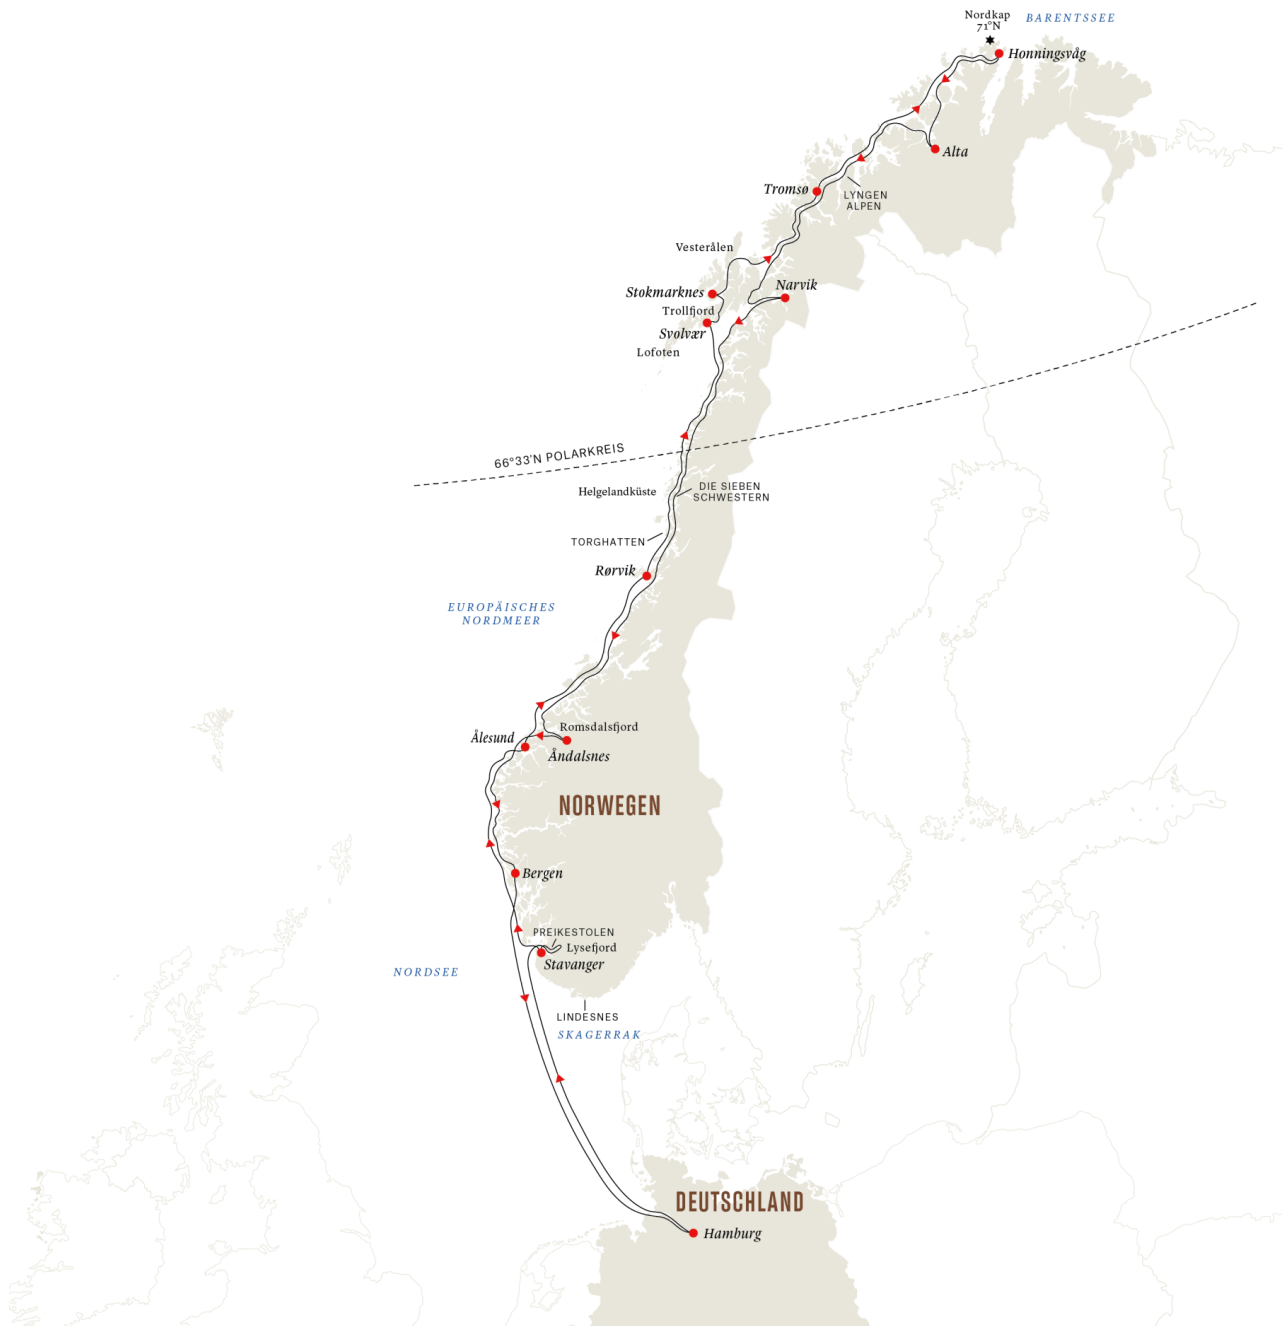 Nordkap
71°N
BARENTSSEE
Honningsvåg
Alta
Tromsø
LYNGEN
ALPEN
Vesterålen
Stokmarknes
Narvik
Trollfjord
Svolvær
Lofoten
66°33'N POLARKREIS
Helgelandküste
DIE SIEBEN
SCHWESTERN
TORGHATTEN
Rørvik
EUROPÄISCHES
NORDMEER
Romsdalsfjord
Ålesund
Åndalsnes
NORWEGEN
Bergen
PREIKESTOLEN
Lysefjord
Stavanger
NORDSEE
LINDESNES
SKAGERRAK
DEUTSCHLAND
Hamburg